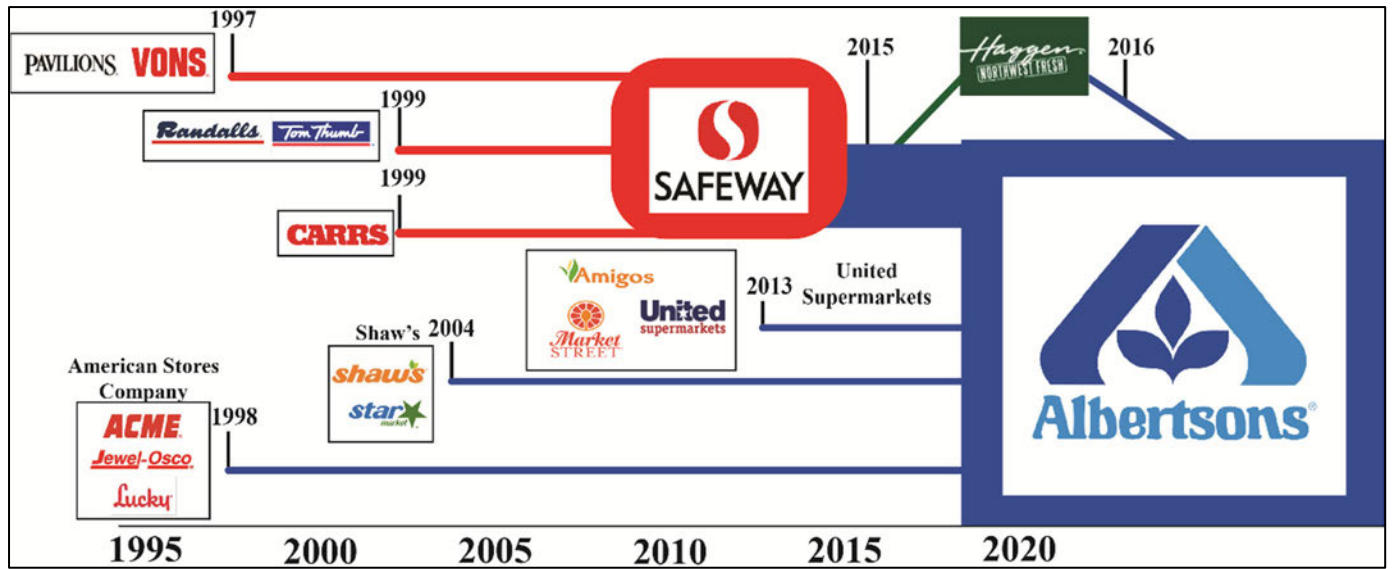 1997
PAVILIONS. VONS.
2015
Haggen
NORTHWEST FRESH
2016
1999
Randalls. Tom Thumb
SAFEWAY
1999
CARRS
Amigos
United
supermarkets
Market
STREET
2013
United
Supermarkets
Shaw's 2004
shaw's
star
market
American Stores
Company
1998
ACME.
Jewel-Osco.
Lucky
Albertsons®
1995 2000 2005 2010 2015 2020